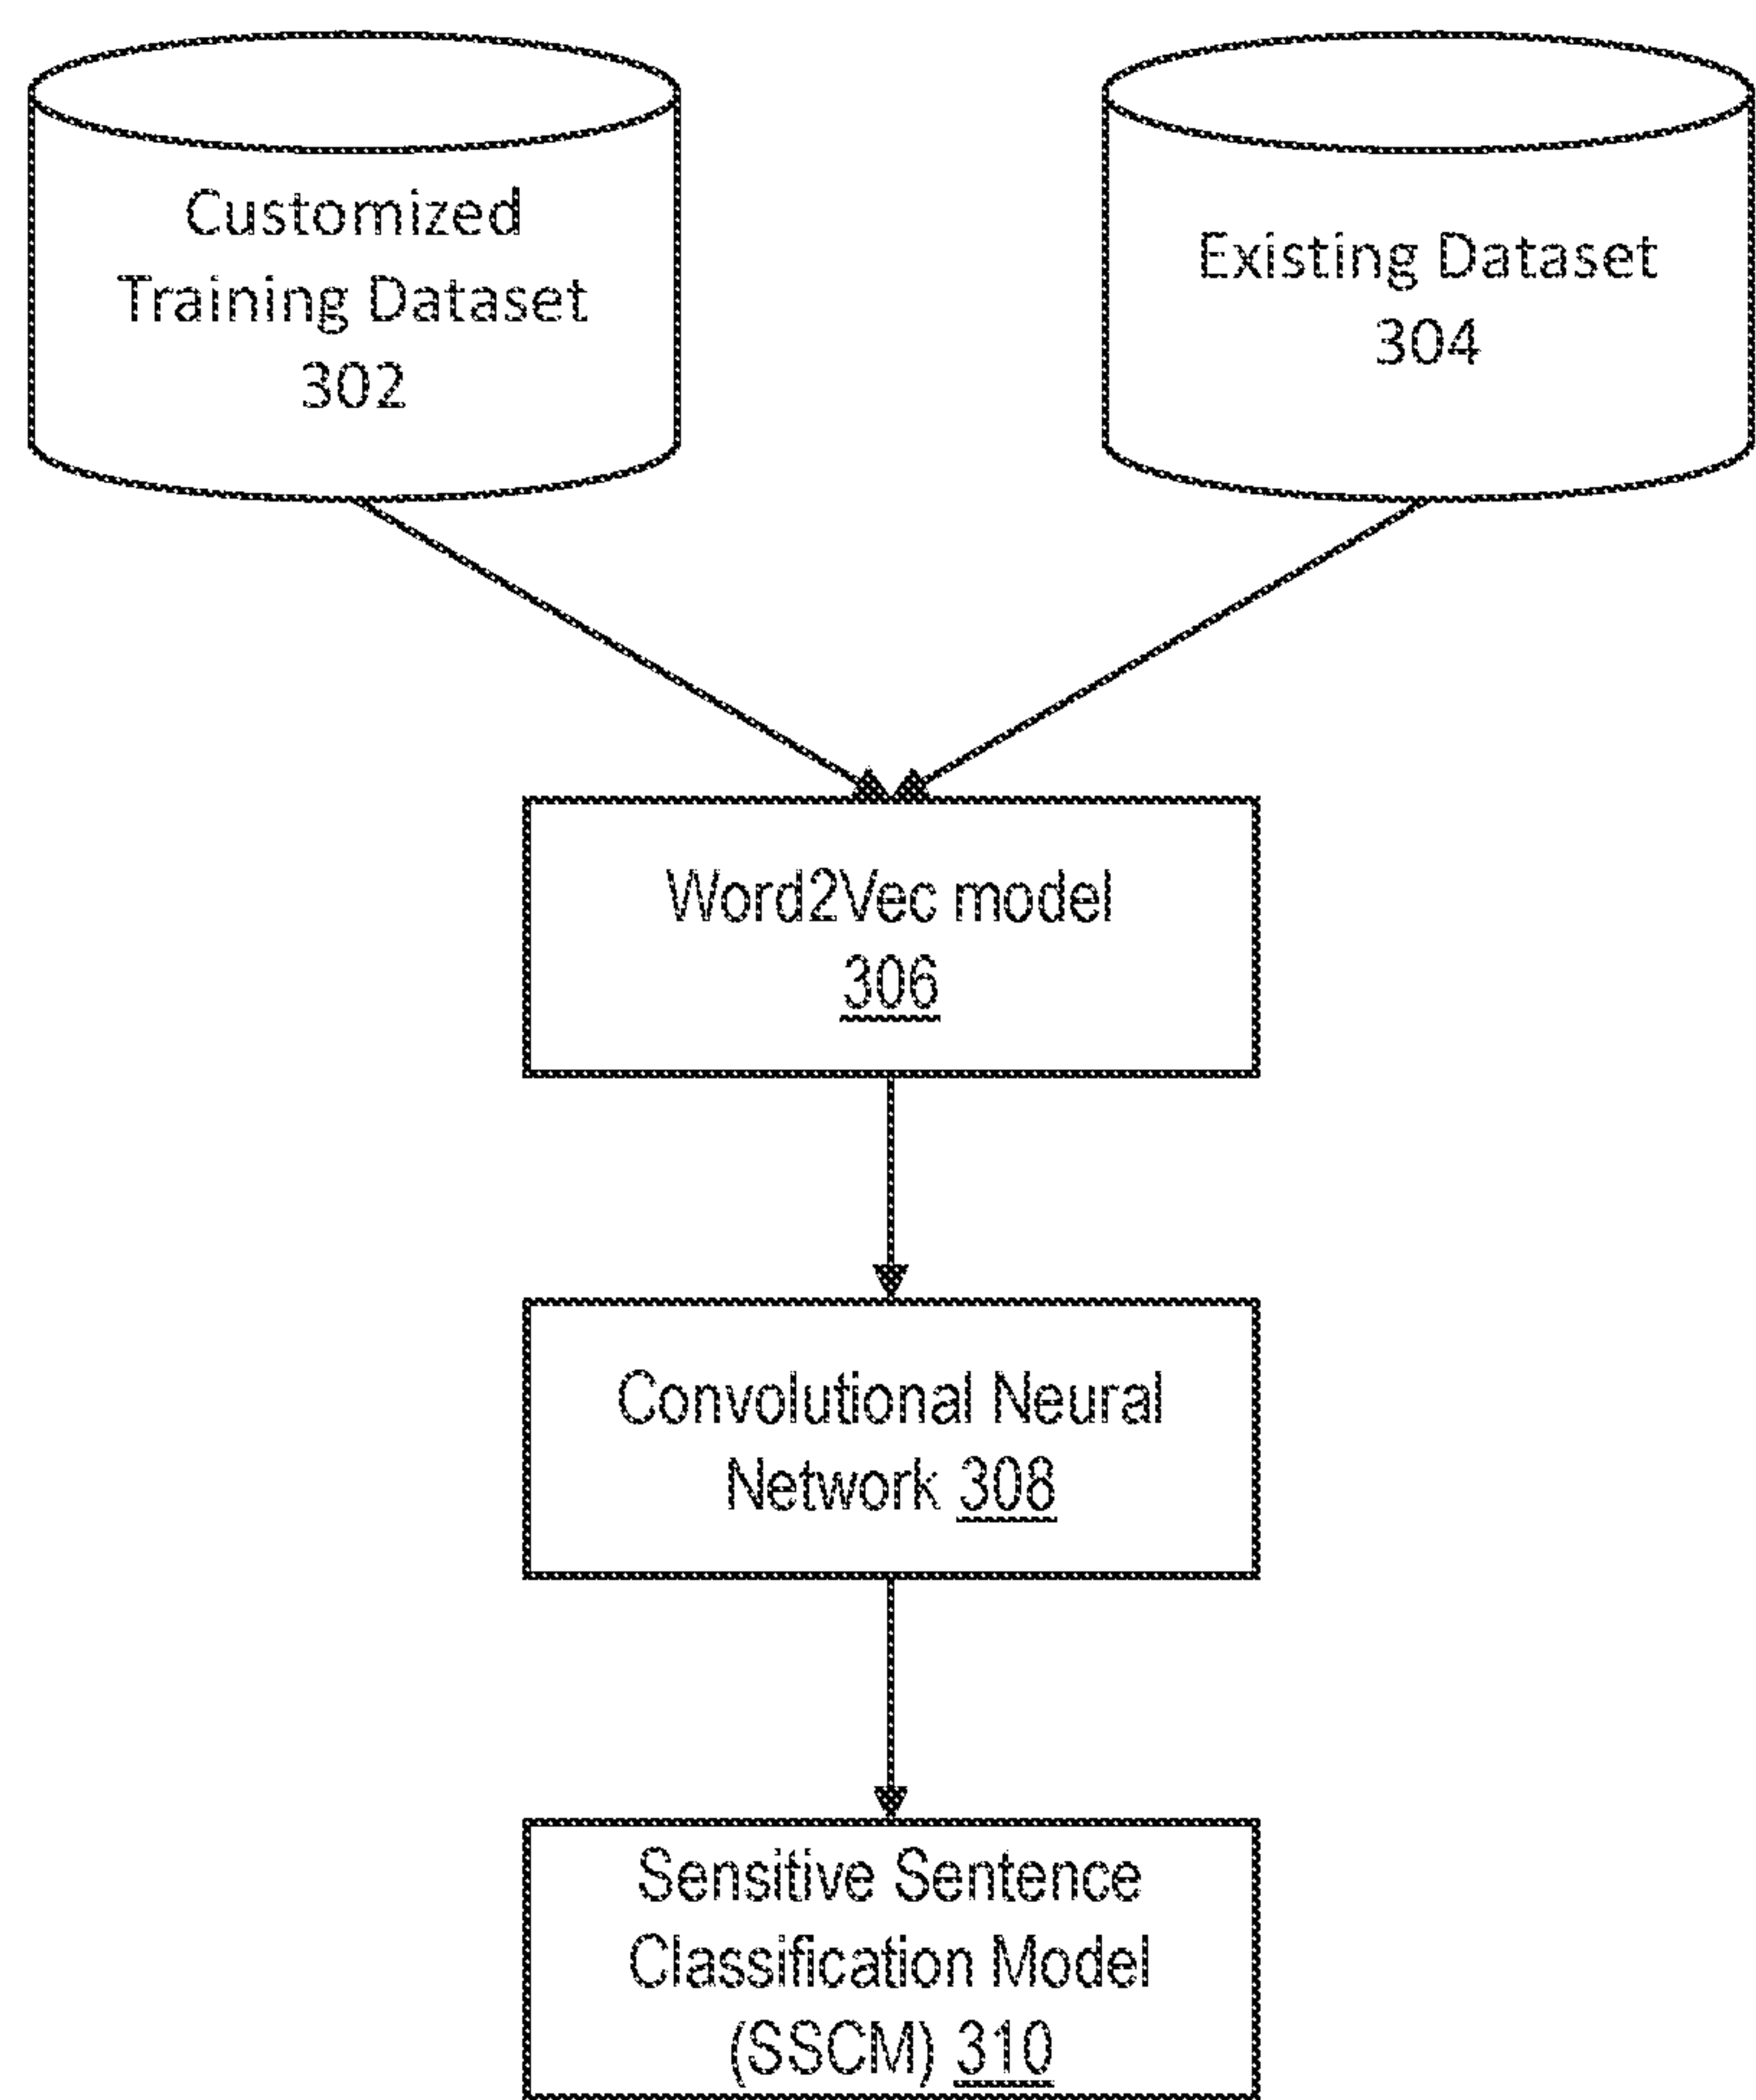 Customized
Training Dataset
302
Existing Dataset
304
Word2Vec model
306
Convolutional Neural
Network 308
Sensitive Sentence
Classification Model
(SSCM) 310